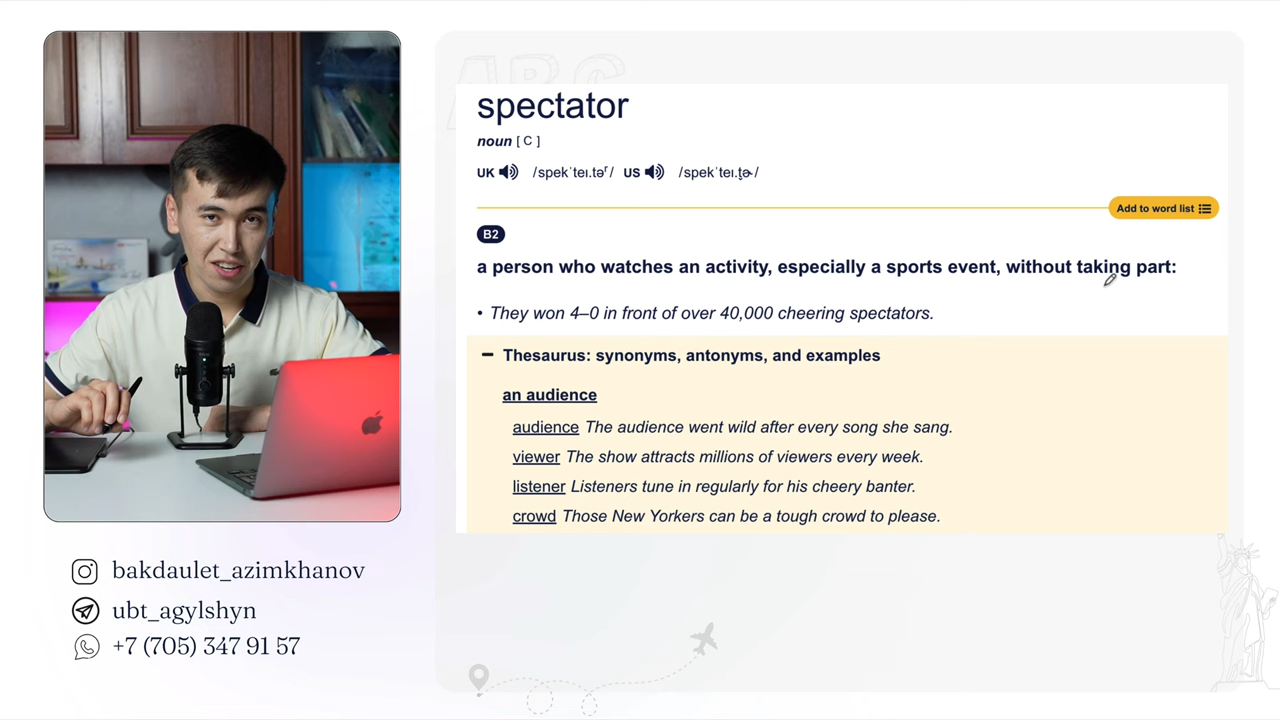 ABC
spectator
noun [ C ]
UK /spekˈteɪ.təʳ/ US /spekˈteɪ.t̬ɚ/
Add to word list
B2
a person who watches an activity, especially a sports event, without taking part:
• They won 4–0 in front of over 40,000 cheering spectators.
– Thesaurus: synonyms, antonyms, and examples
an audience
audience The audience went wild after every song she sang.
viewer The show attracts millions of viewers every week.
listener Listeners tune in regularly for his cheery banter.
crowd Those New Yorkers can be a tough crowd to please.
bakdaulet_azimkhanov
ubt_agylshyn
+7 (705) 347 91 57